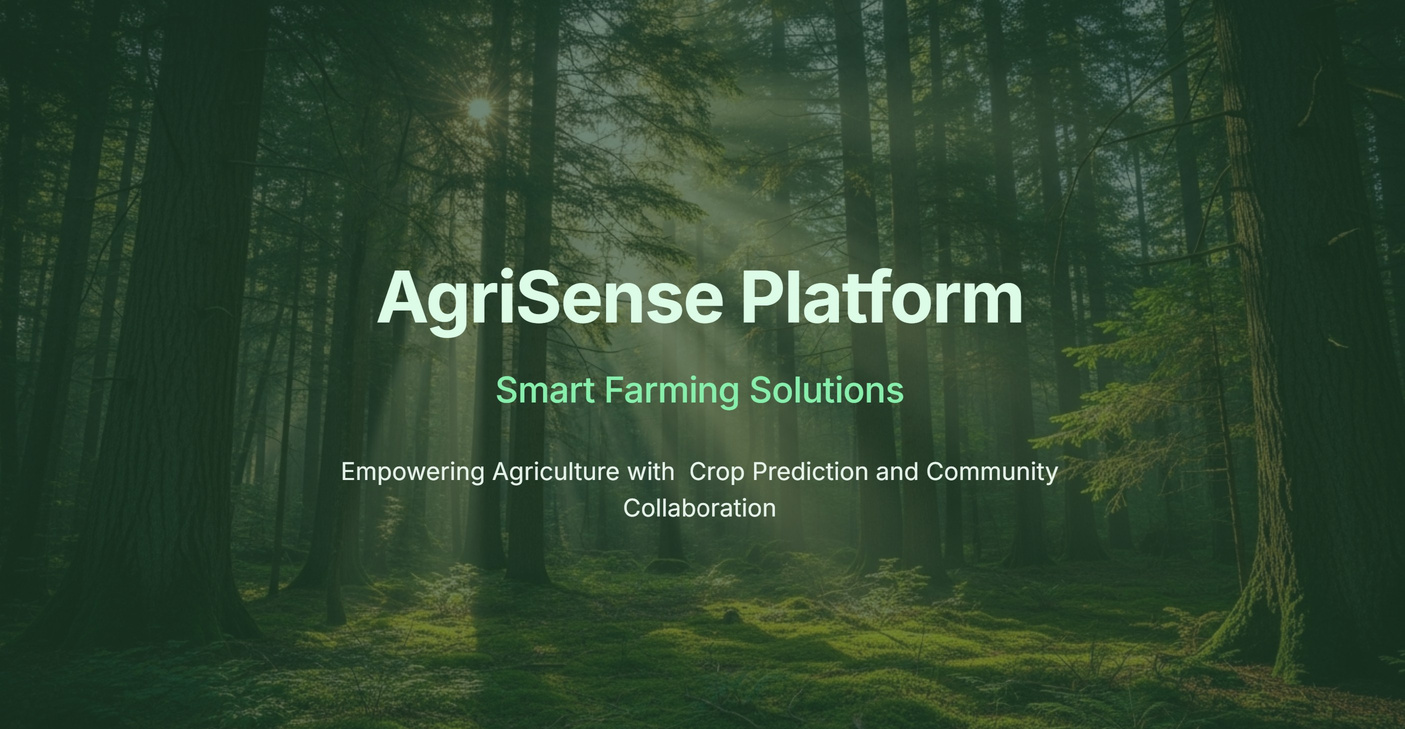 AgriSense Platform
Smart Farming Solutions
Empowering Agriculture with  Crop Prediction and Community
Collaboration